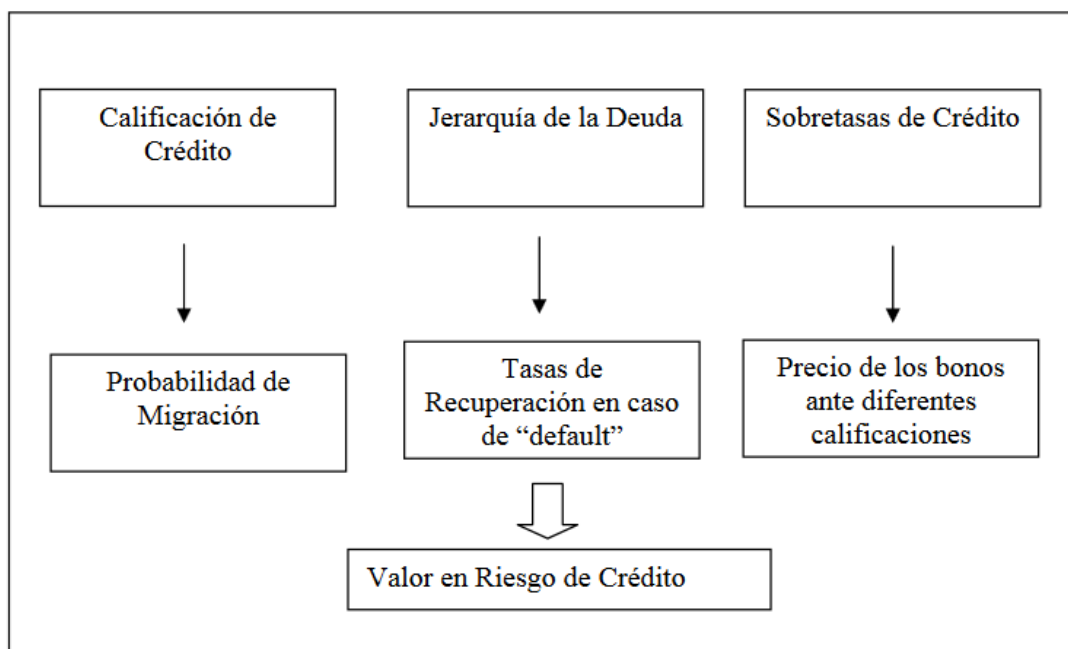 Calificación de
Crédito
Jerarquía de la Deuda
Sobretasas de Crédito
Probabilidad de
Migración
Tasas de
Recuperación en caso
de “default”
Precio de los bonos
ante diferentes
calificaciones
Valor en Riesgo de Crédito